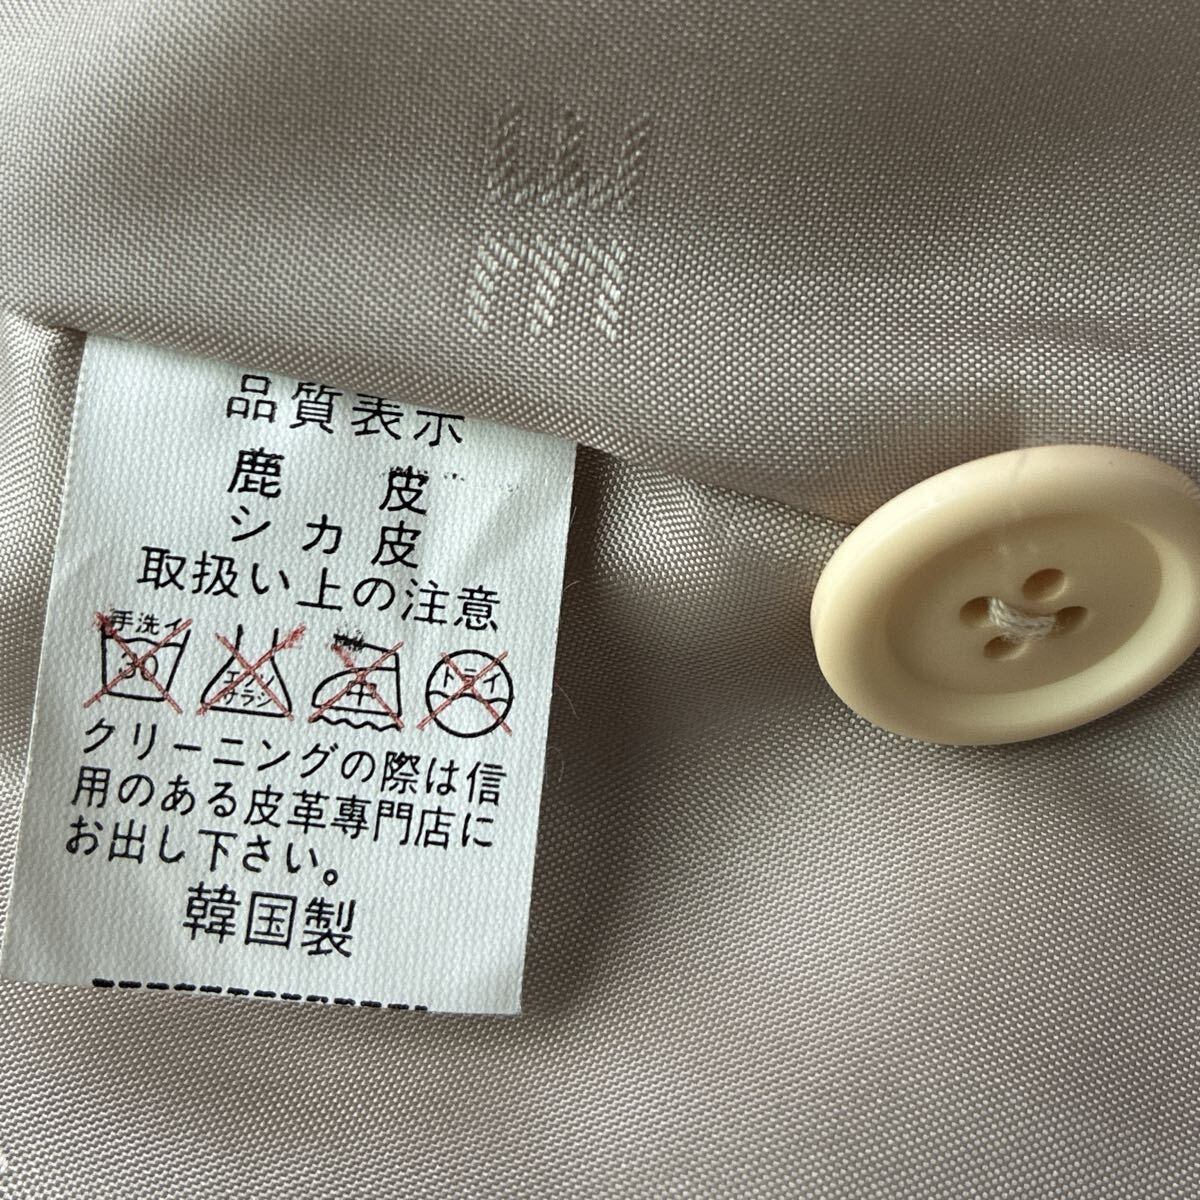 品質表示
鹿 皮
シカ皮
取扱い上の注意
手洗イ
30
エンソ
サラシ
中
ドライ
クリーニングの際は信
用のある皮革専門店に
お出し下さい。
韓国製